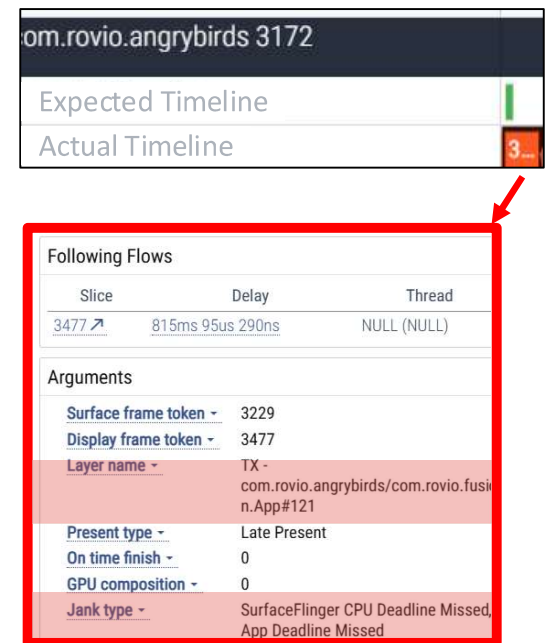 com.rovio.angrybirds 3172
Expected Timeline
Actual Timeline
3...
Following Flows
Slice Delay Thread
3477 815ms 95us 290ns NULL (NULL)
Arguments
Surface frame token 3229
Display frame token 3477
Layer name TX -
com.rovio.angrybirds/com.rovio.fusio
n.App#121
Present type Late Present
On time finish 0
GPU composition 0
Jank type SurfaceFlinger CPU Deadline Missed,
App Deadline Missed